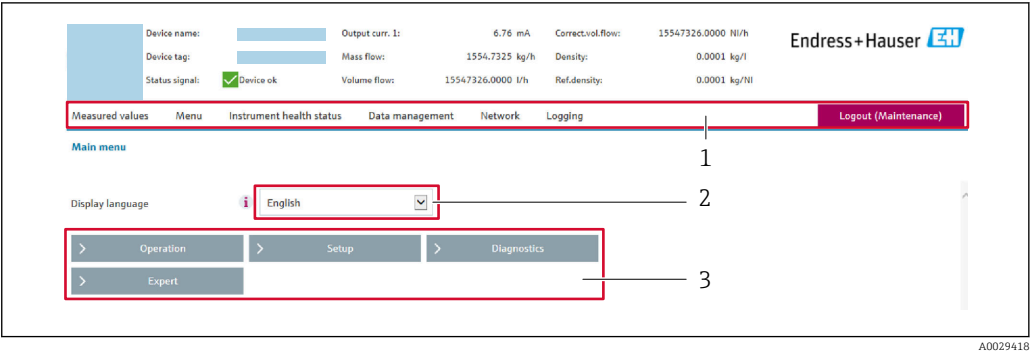 Device name: Output curr. 1: 6.76 mA Correct.vol.flow: 15547326.0000 Nl/h
Endress+Hauser EH
Device tag: Mass flow: 1554.7325 kg/h Density: 0.0001 kg/l
Status signal: Device ok Volume flow: 15547326.0000 l/h Ref.density: 0.0001 kg/Nl
Measured values Menu Instrument health status Data management Network Logging Logout (Maintenance)
1
Main menu
Display language i English 2
> Operation > Setup > Diagnostics
> Expert 3
A0029418